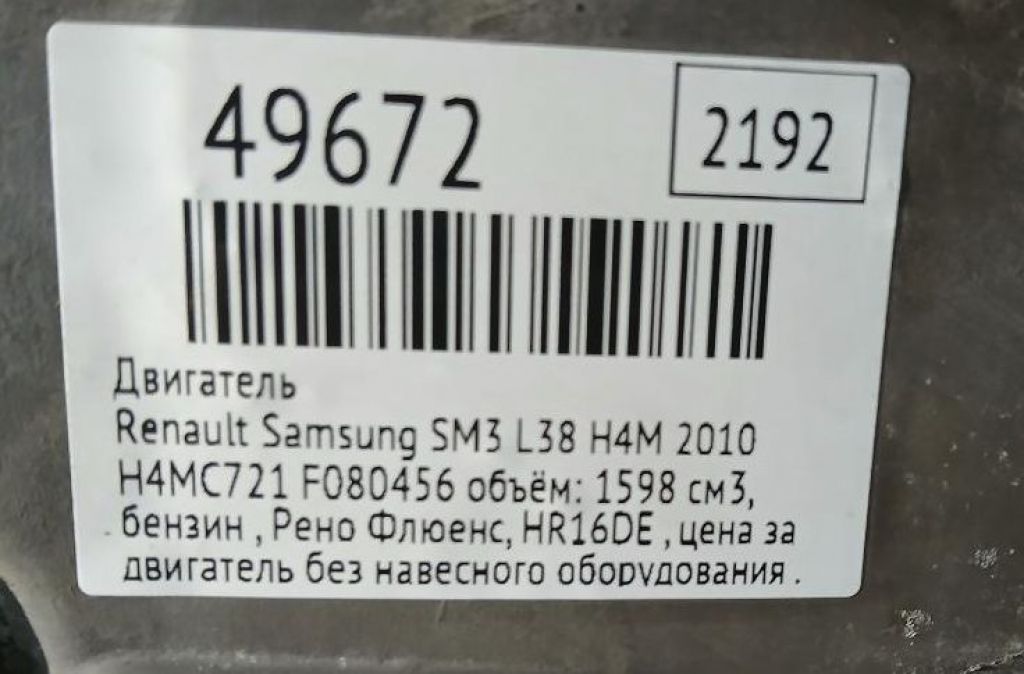 49672
2192
Двигатель
Renault Samsung SM3 L38 H4M 2010
H4MC721 F080456 объём: 1598 см3,
бензин , Рено Флюенс, HR16DE , цена за
двигатель без навесного оборудования .